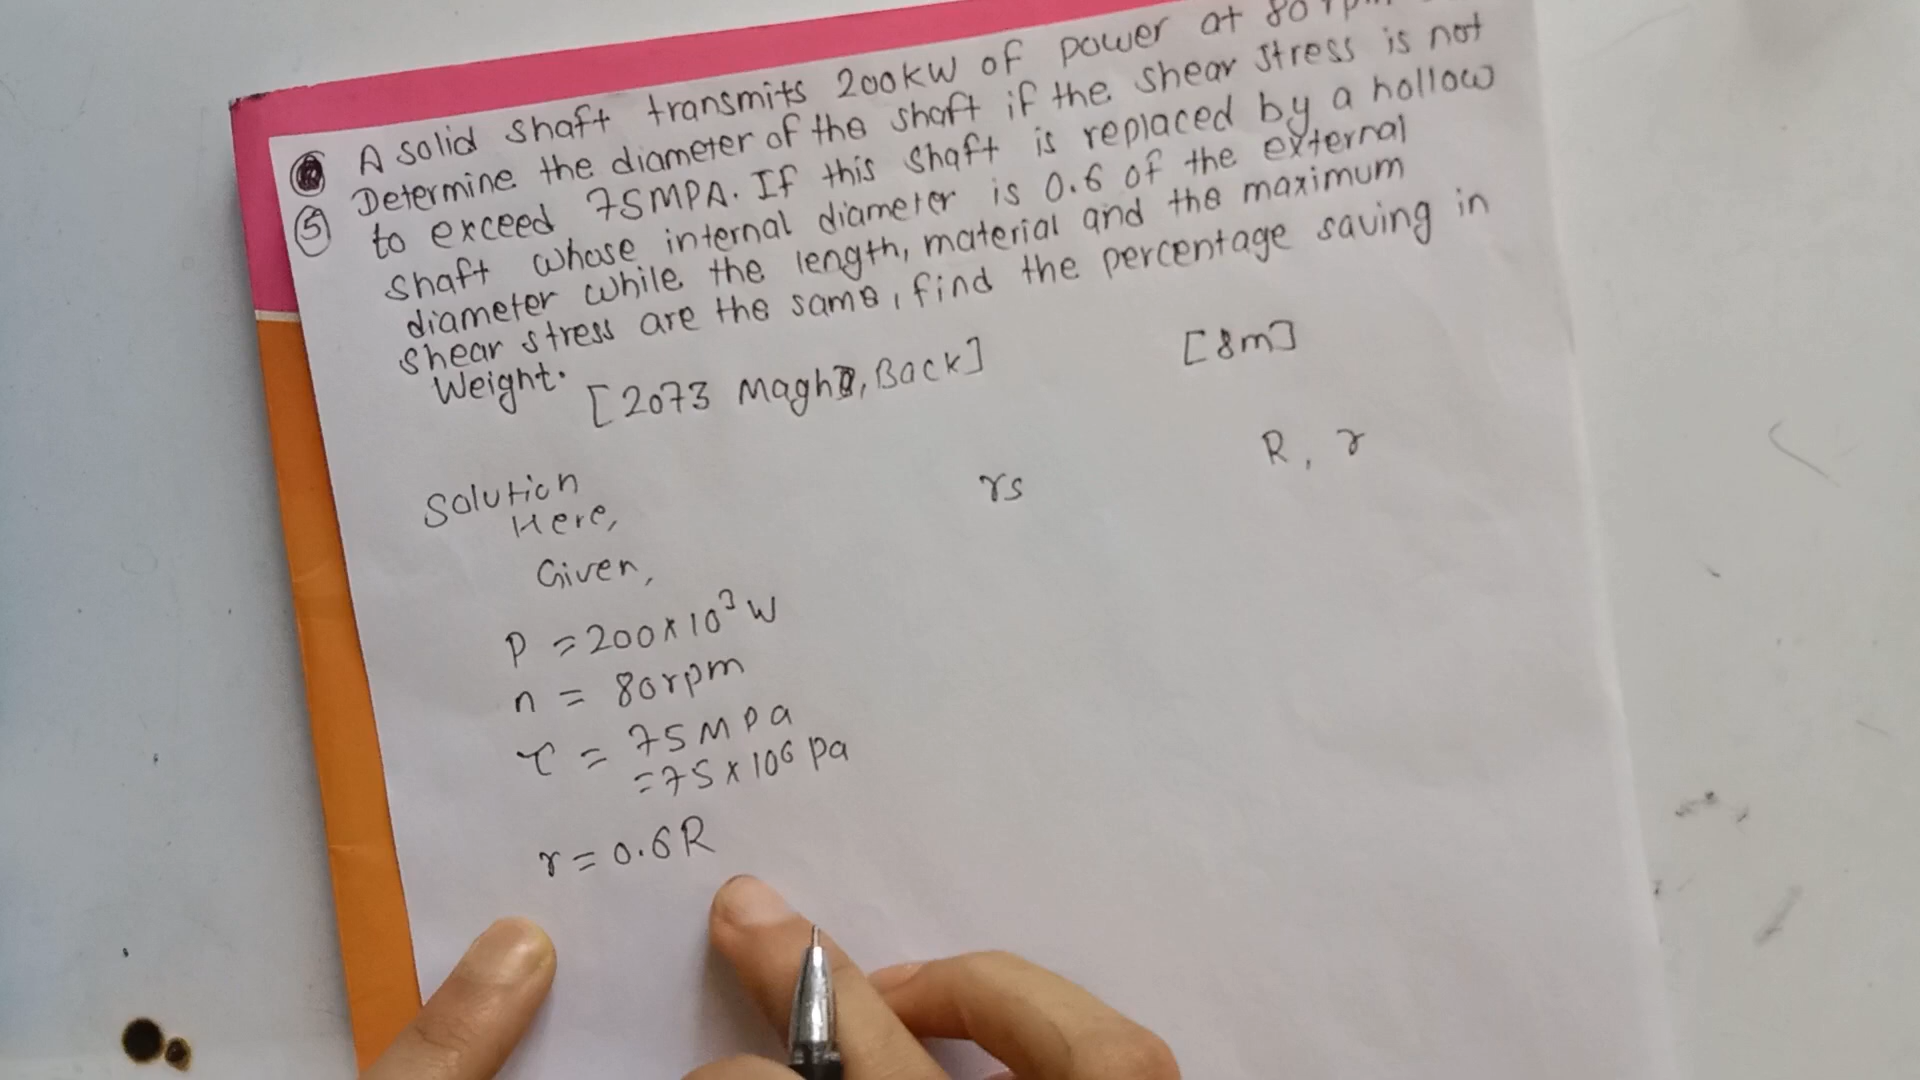 A solid shaft transmits 200kW of power at 80 rpm
Determine the diameter of the shaft if the shear stress is not
⑤ to exceed 75MPA. If this shaft is replaced by a hollow
shaft whose internal diameter is 0.6 of the external
diameter while the length, material and the maximum
shear stress are the same, find the percentage saving in
Weight.
[2073 Magh, Back] [8m]
Solution
Here,
rs R, r
Given,
P = 200×10³ W
n = 80rpm
τ = 75MPa
= 75 × 10⁶ Pa
r = 0.6R